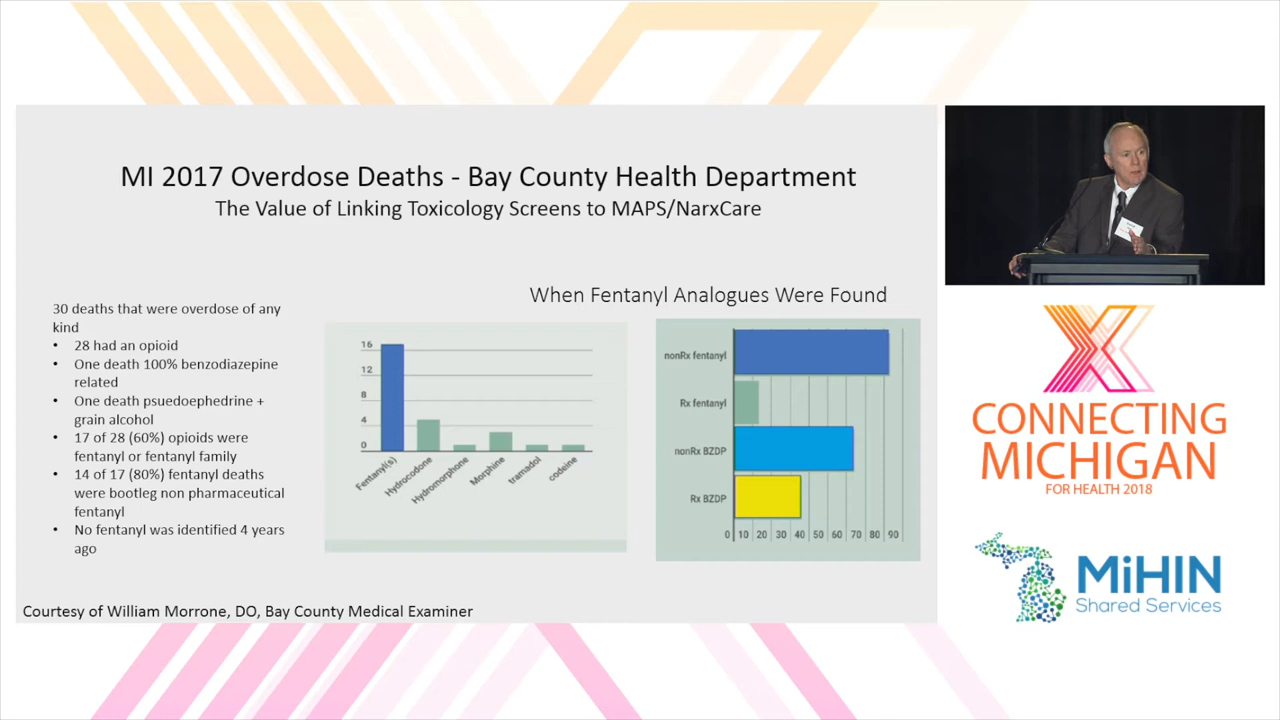 MI 2017 Overdose Deaths - Bay County Health Department
The Value of Linking Toxicology Screens to MAPS/NarxCare
30 deaths that were overdose of any
kind
• 28 had an opioid
• One death 100% benzodiazepine
related
• One death psuedoephedrine +
grain alcohol
• 17 of 28 (60%) opioids were
fentanyl or fentanyl family
• 14 of 17 (80%) fentanyl deaths
were bootleg non pharmaceutical
fentanyl
• No fentanyl was identified 4 years
ago
16
12
8
4
0
Fentanyl(s)
Hydrocodone
Hydromorphone
Morphine
tramadol
codeine
When Fentanyl Analogues Were Found
nonRx fentanyl
Rx fentanyl
nonRx BZDP
Rx BZDP
0 10 20 30 40 50 60 70 80 90
Courtesy of William Morrone, DO, Bay County Medical Examiner
CONNECTING
MICHIGAN
FOR HEALTH 2018
MiHIN
Shared Services